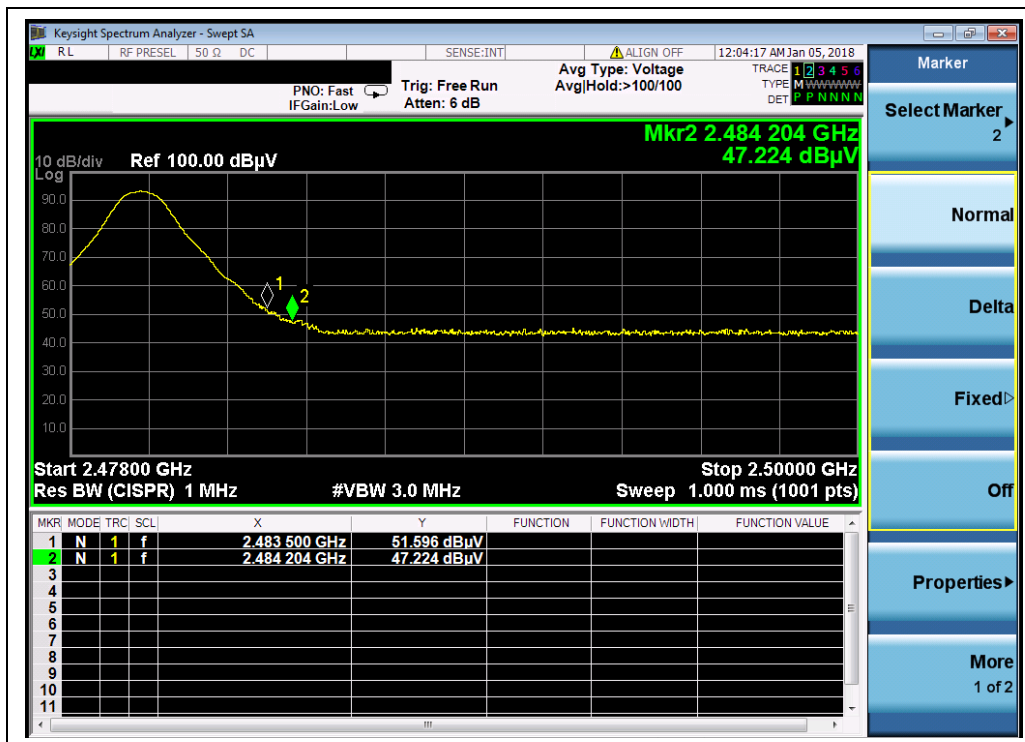 Keysight Spectrum Analyzer - Swept SA
LXI RL RF PRESEL 50 Ω DC SENSE:INT ALIGN OFF 12:04:17 AM Jan 05, 2018
PNO: Fast
IFGain:Low
Trig: Free Run
Atten: 6 dB
Avg Type: Voltage
Avg|Hold:>100/100
TRACE 1 2 3 4 5 6
TYPE M WWWWW
DET P P N N N N
Mkr2 2.484 204 GHz
47.224 dBµV
10 dB/div Ref 100.00 dBµV
Log
90.0
80.0
70.0
60.0
50.0
40.0
30.0
20.0
10.0
1
2
Start 2.47800 GHz Stop 2.50000 GHz
Res BW (CISPR) 1 MHz #VBW 3.0 MHz Sweep 1.000 ms (1001 pts)
MKR MODE TRC SCL X Y FUNCTION FUNCTION WIDTH FUNCTION VALUE
1 N 1 f 2.483 500 GHz 51.596 dBµV
2 N 1 f 2.484 204 GHz 47.224 dBµV
3
4
5
6
7
8
9
10
11
Marker
Select Marker
2
Normal
Delta
Fixed
Off
Properties
More
1 of 2